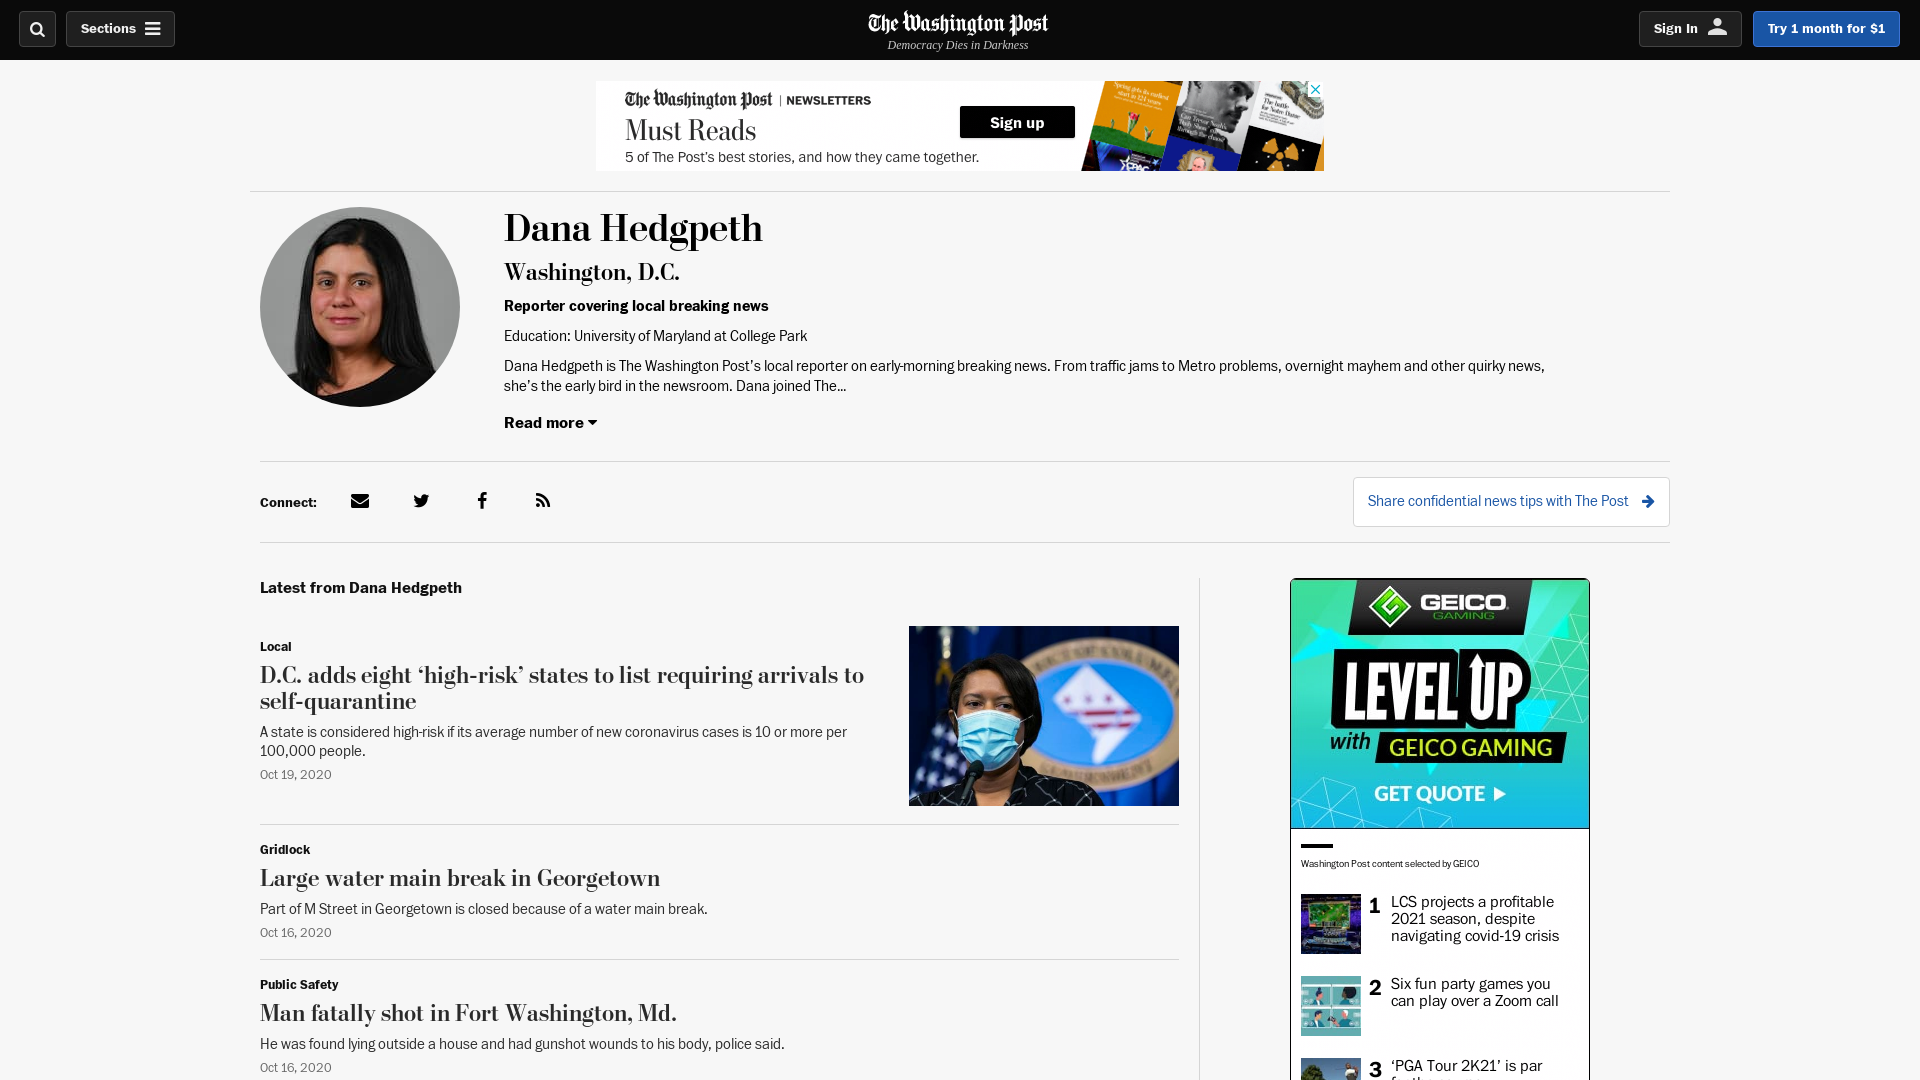 Sections
The Washington Post
Democracy Dies in Darkness
Sign In
Try 1 month for $1
The Washington Post | NEWSLETTERS
Must Reads
5 of The Post's best stories, and how they came together.
Sign up
Dana Hedgpeth
Washington, D.C.
Reporter covering local breaking news
Education: University of Maryland at College Park
Dana Hedgpeth is The Washington Post’s local reporter on early-morning breaking news. From traffic jams to Metro problems, overnight mayhem and other quirky news,
she’s the early bird in the newsroom. Dana joined The...
Read more
Connect:
Share confidential news tips with The Post
Latest from Dana Hedgpeth
Local
D.C. adds eight ‘high-risk’ states to list requiring arrivals to
self-quarantine
A state is considered high-risk if its average number of new coronavirus cases is 10 or more per
100,000 people.
Oct 19, 2020
Gridlock
Large water main break in Georgetown
Part of M Street in Georgetown is closed because of a water main break.
Oct 16, 2020
Public Safety
Man fatally shot in Fort Washington, Md.
He was found lying outside a house and had gunshot wounds to his body, police said.
Oct 16, 2020
GEICO
GAMING
LEVEL UP
with GEICO GAMING
GET QUOTE
Washington Post content selected by GEICO
1 LCS projects a profitable
2021 season, despite
navigating covid-19 crisis
2 Six fun party games you
can play over a Zoom call
3 ‘PGA Tour 2K21’ is par